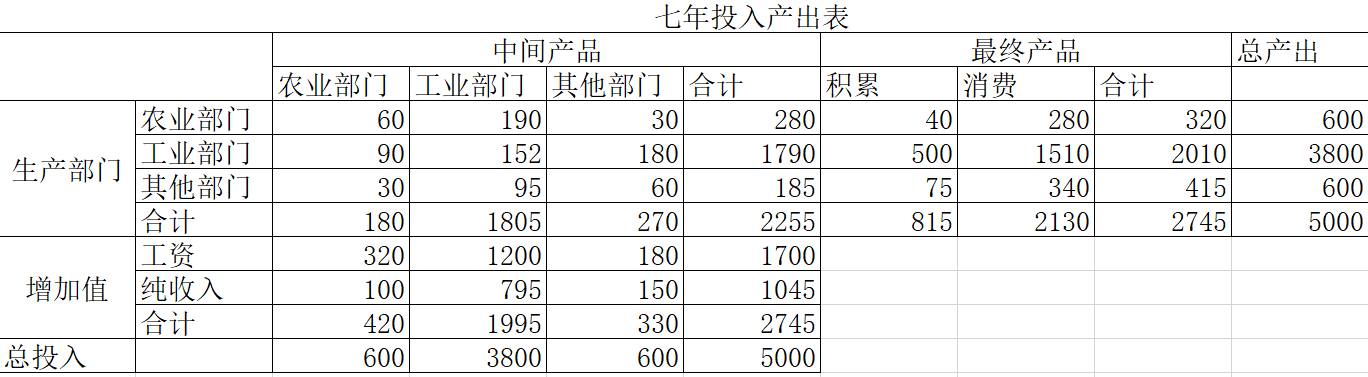 七年投入产出表
中间产品 最终产品 总产出
农业部门 工业部门 其他部门 合计 积累 消费 合计
生产部门 农业部门 60 190 30 280 40 280 320 600
工业部门 90 152 180 1790 500 1510 2010 3800
其他部门 30 95 60 185 75 340 415 600
合计 180 1805 270 2255 815 2130 2745 5000
增加值 工资 320 1200 180 1700
纯收入 100 795 150 1045
合计 420 1995 330 2745
总投入 600 3800 600 5000